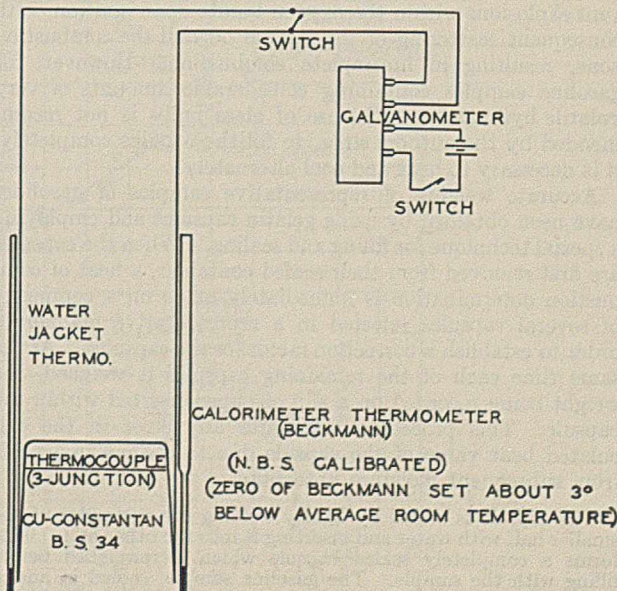 SWITCH
GALVANOMETER
SWITCH
WATER
JACKET
THERMO.
CALORIMETER THERMOMETER
(BECKMANN)
THERMOCOUPLE
(3-JUNCTION)
(N.B.S. CALIBRATED)
(ZERO OF BECKMANN SET ABOUT 3°
BELOW AVERAGE ROOM TEMPERATURE)
CU-CONSTANTAN
B. S. 34